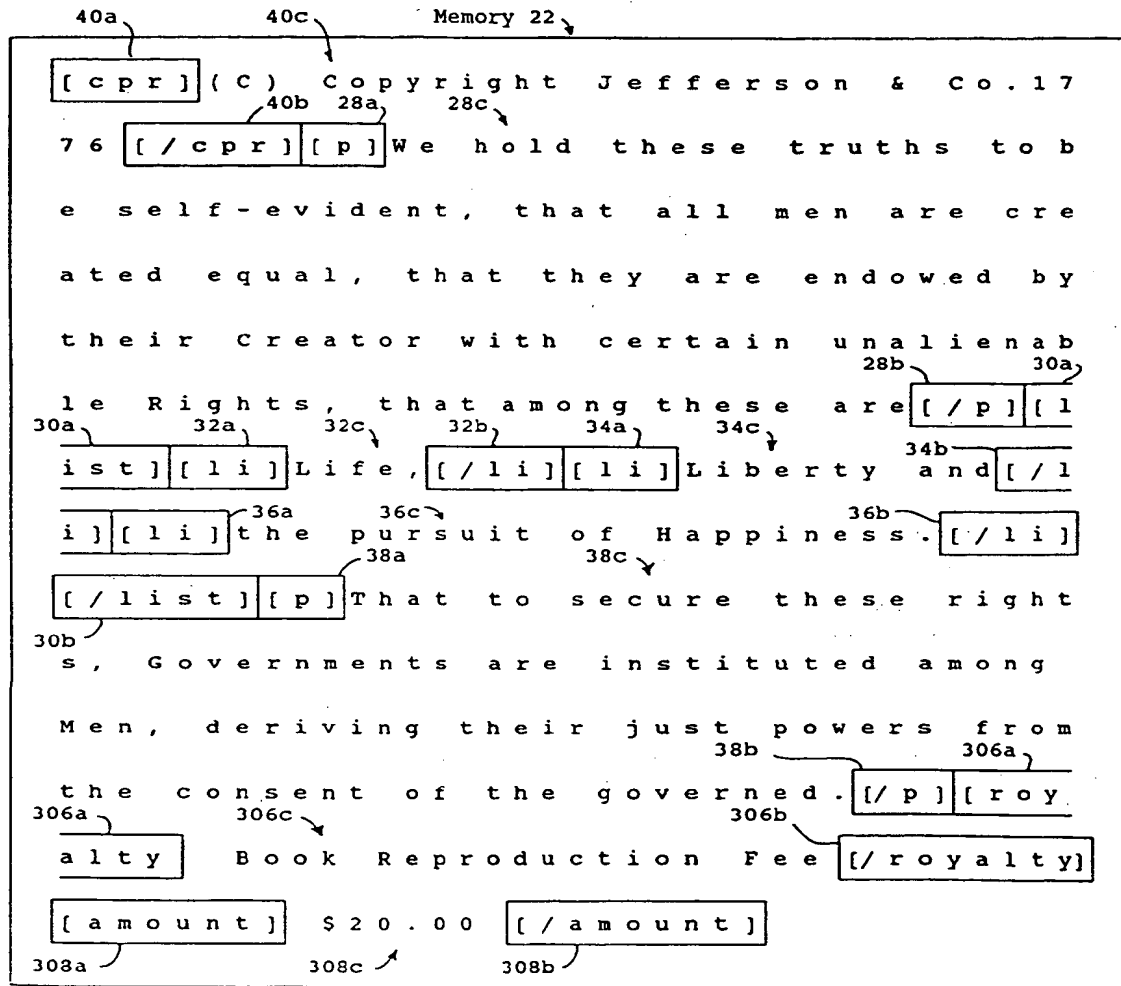 40a 40c Memory 22
[cpr](C) Copyright Jefferson & Co.17
40b 28a 28c
76 [/cpr][p]We hold these truths to b
e self-evident, that all men are cre
ated equal, that they are endowed by
their Creator with certain unalienab
28b 30a
le Rights, that among these are[/p][l
30a 32a 32c 32b 34a 34c 34b
ist][li]Life,[/li][li]Liberty and[/l
36a 36c 36b
i][li]the pursuit of Happiness.[/li]
38a 38c
[/list][p]That to secure these right
30b
s, Governments are instituted among
Men, deriving their just powers from
38b 306a
the consent of the governed.[/p][roy
306a 306c 306b
alty Book Reproduction Fee[/royalty]
[amount] $20.00 [/amount]
308a 308c 308b